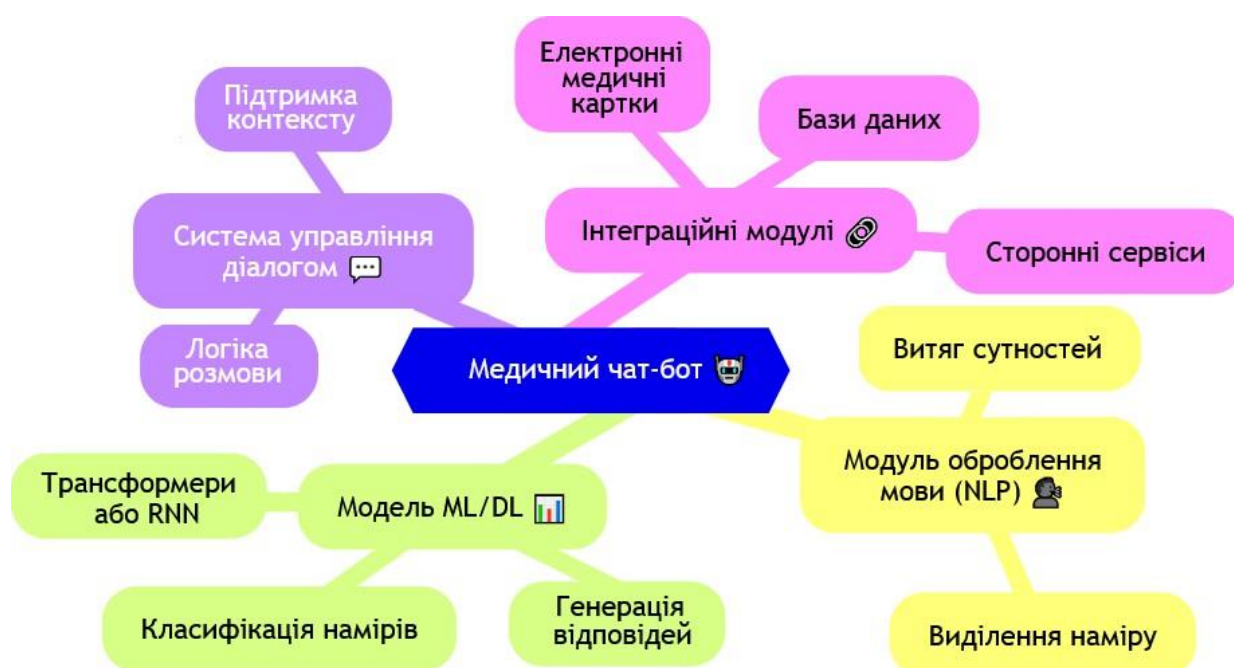 Електронні
медичні
картки
Підтримка
контексту
Бази даних
Система управління
діалогом
Інтеграційні модулі
Сторонні сервіси
Логіка
розмови
Медичний чат-бот
Витяг сутностей
Трансформери
або RNN
Модель ML/DL
Модуль оброблення
мови (NLP)
Класифікація намірів
Генерація
відповідей
Виділення наміру